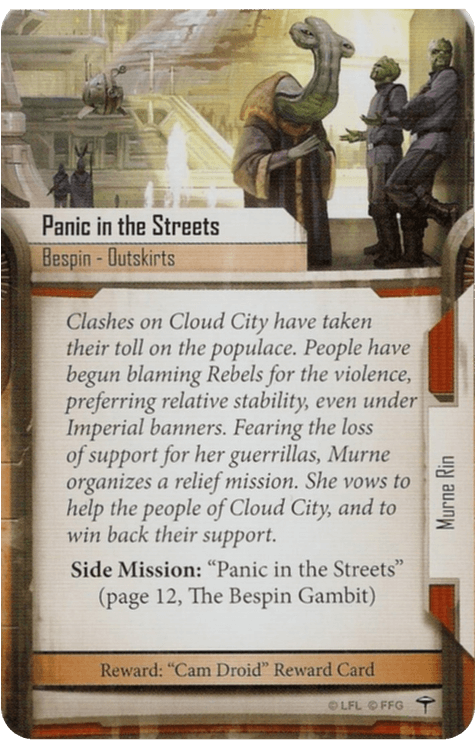 Panic in the Streets
Bespin - Outskirts
Clashes on Cloud City have taken
their toll on the populace. People have
begun blaming Rebels for the violence,
preferring relative stability, even under
Imperial banners. Fearing the loss
of support for her guerrillas, Murne
organizes a relief mission. She vows to
help the people of Cloud City, and to
win back their support.
Side Mission: “Panic in the Streets”
(page 12, The Bespin Gambit)
Murne Rin
Reward: “Cam Droid” Reward Card
© LFL © FFG